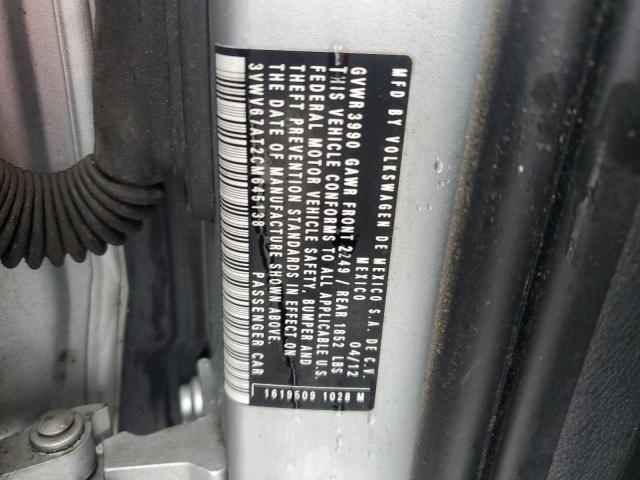 MFD BY VOLKSWAGEN DE MEXICO S.A. DE C.V.
MEXICO 04/12
GVWR 3990 GAWR FRONT 2249 / REAR 1852 LBS
THIS VEHICLE CONFORMS TO ALL APPLICABLE U.S.
FEDERAL MOTOR VEHICLE SAFETY, BUMPER AND
THEFT PREVENTION STANDARDS IN EFFECT ON
THE DATE OF MANUFACTURE SHOWN ABOVE.
3VWV67AT2CM645138 PASSENGER CAR
1619509 1028 M